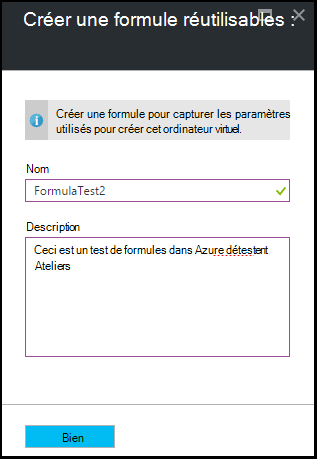 Créer une formule réutilisables :
Créer une formule pour capturer les paramètres
utilisés pour créer cet ordinateur virtuel.
Nom
FormulaTest2
Description
Ceci est un test de formules dans Azure détestent
Ateliers
Bien